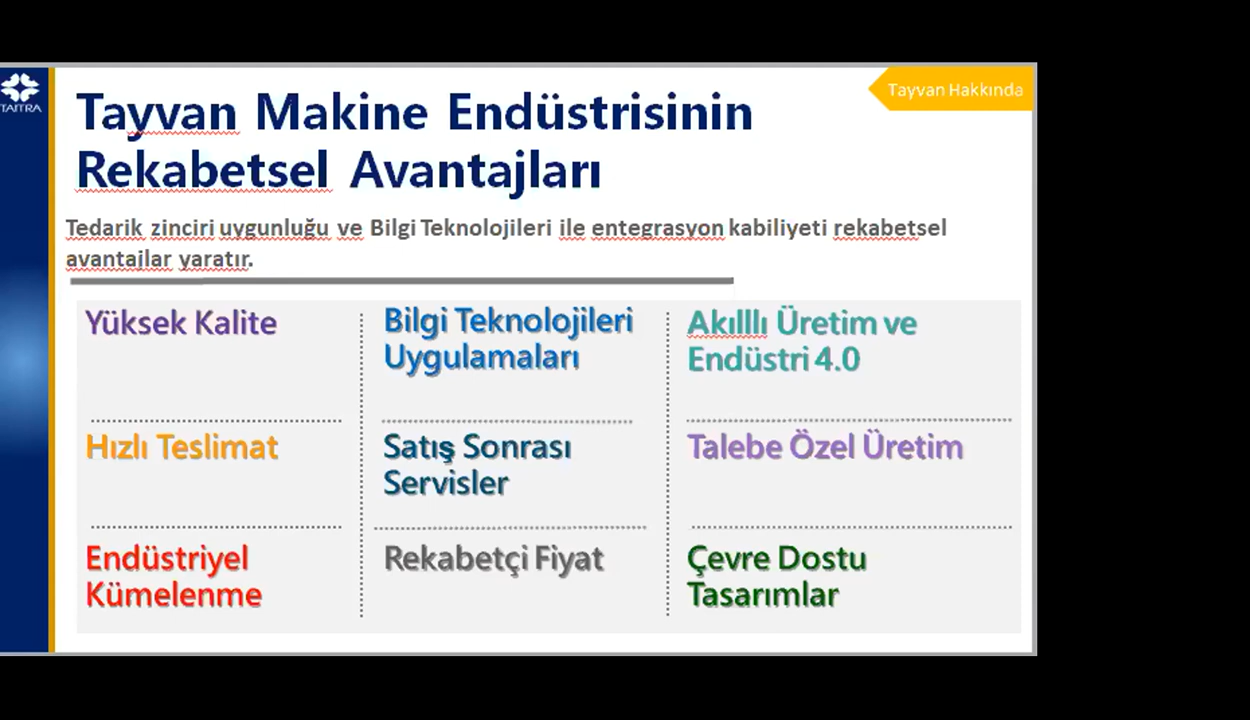 TAITRA
Tayvan Hakkında
Tayvan Makine Endüstrisinin
Rekabetsel Avantajları
Tedarik zinciri uygunluğu ve Bilgi Teknolojileri ile entegrasyon kabiliyeti rekabetsel
avantajlar yaratır.
Yüksek Kalite
Bilgi Teknolojileri
Uygulamaları
Akılllı Üretim ve
Endüstri 4.0
Hızlı Teslimat
Satış Sonrası
Servisler
Talebe Özel Üretim
Endüstriyel
Kümelenme
Rekabetçi Fiyat
Çevre Dostu
Tasarımlar